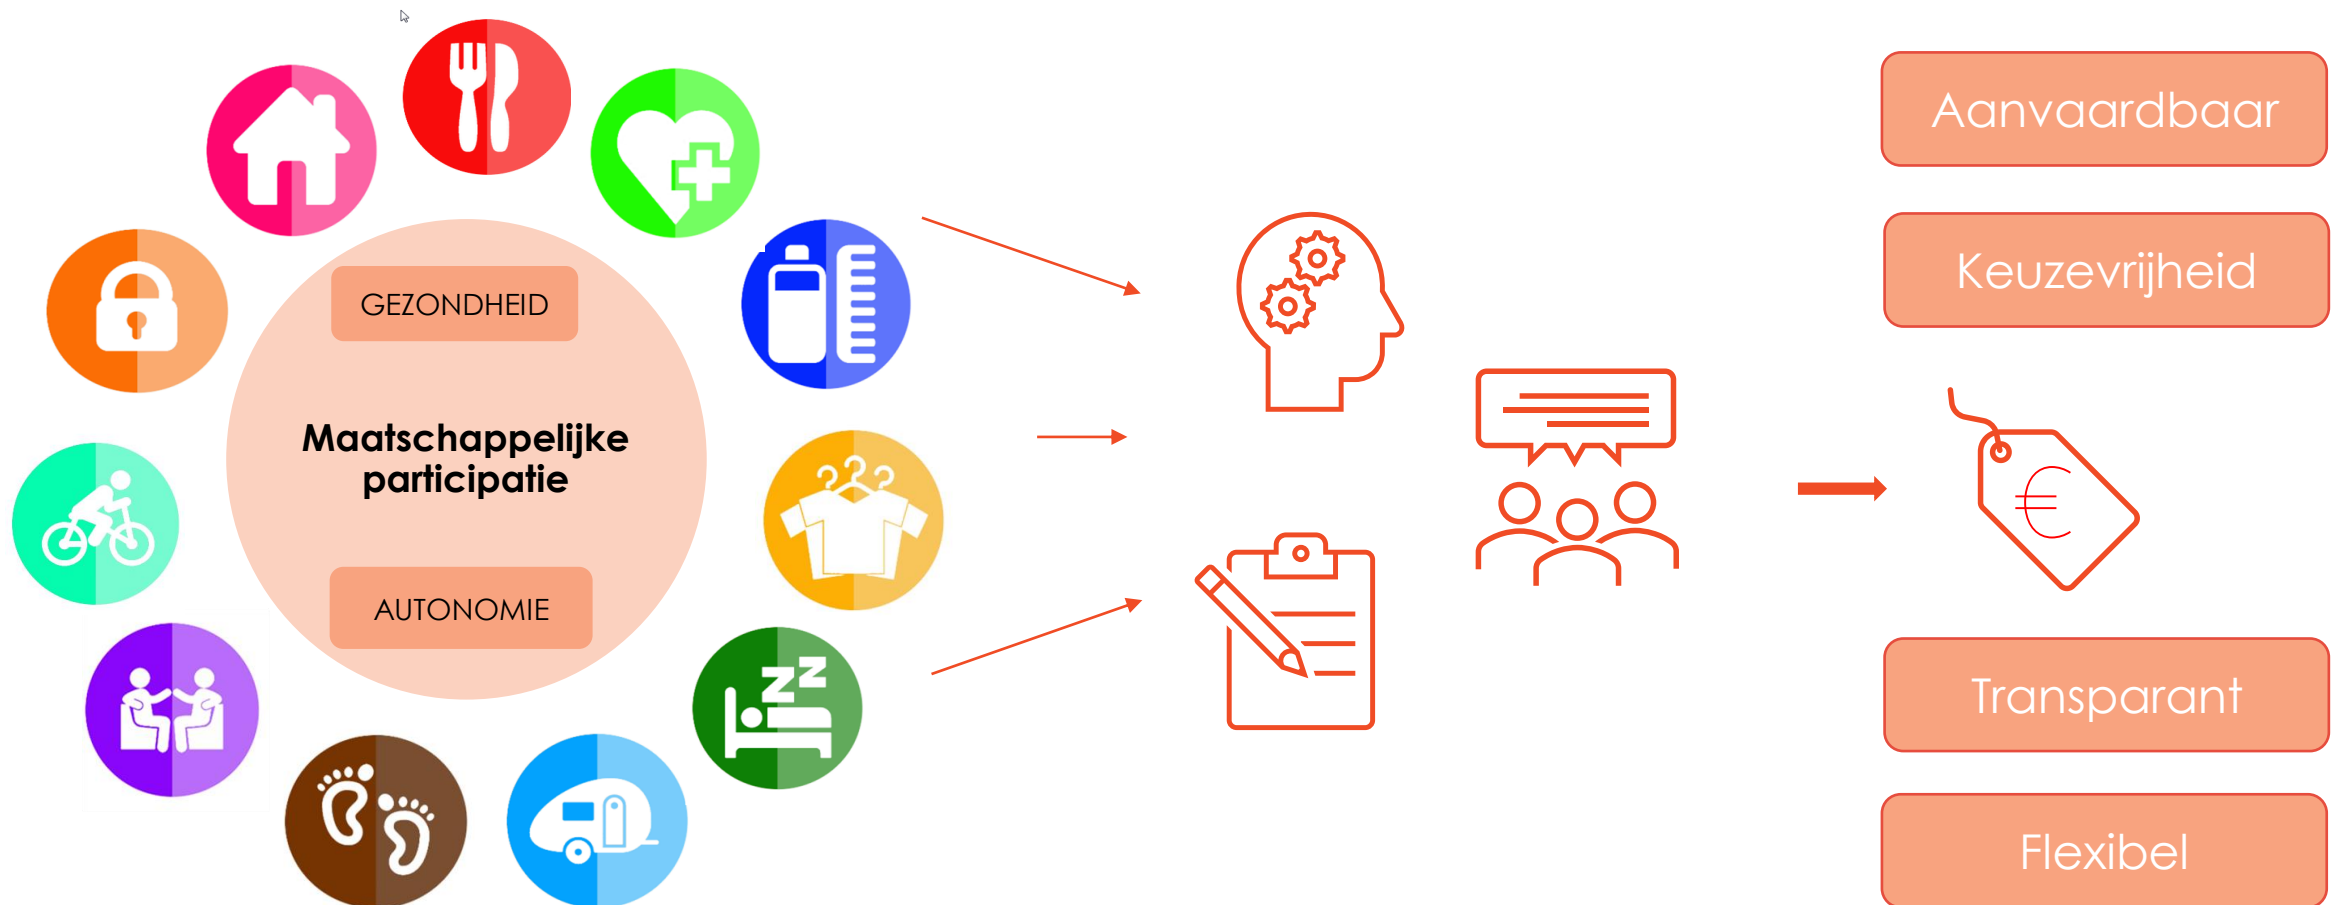 GEZONDHEID
Maatschappelijke
participatie
AUTONOMIE
Aanvaardbaar
Keuzevrijheid
€
Transparant
Flexibel